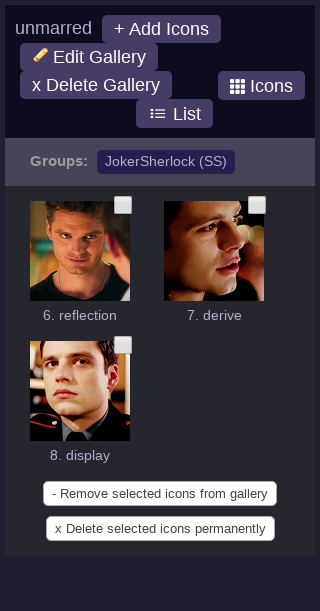 unmarred
+ Add Icons
Edit Gallery
x Delete Gallery
Icons
List
Groups: JokerSherlock (SS)
6. reflection
7. derive
8. display
- Remove selected icons from gallery
x Delete selected icons permanently